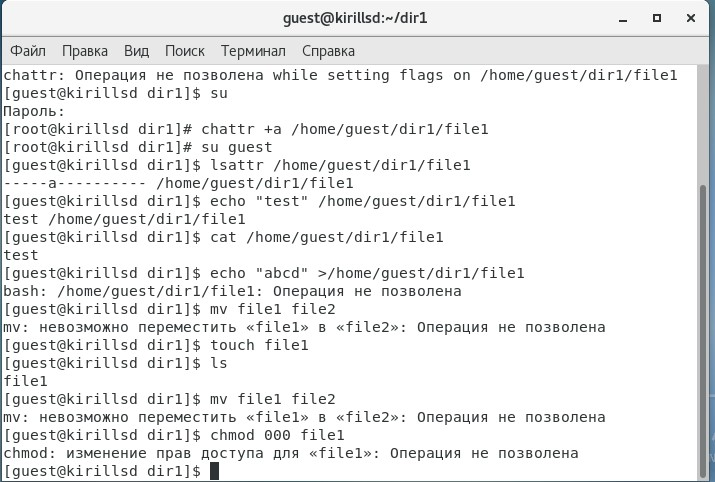 guest@kirillsd:~/dir1
Файл Правка Вид Поиск Терминал Справка
chattr: Операция не позволена while setting flags on /home/guest/dir1/file1
[guest@kirillsd dir1]$ su
Пароль:
[root@kirillsd dir1]# chattr +a /home/guest/dir1/file1
[root@kirillsd dir1]# su guest
[guest@kirillsd dir1]$ lsattr /home/guest/dir1/file1
-----a---------- /home/guest/dir1/file1
[guest@kirillsd dir1]$ echo "test" /home/guest/dir1/file1
test /home/guest/dir1/file1
[guest@kirillsd dir1]$ cat /home/guest/dir1/file1
test
[guest@kirillsd dir1]$ echo "abcd" >/home/guest/dir1/file1
bash: /home/guest/dir1/file1: Операция не позволена
[guest@kirillsd dir1]$ mv file1 file2
mv: невозможно переместить «file1» в «file2»: Операция не позволена
[guest@kirillsd dir1]$ touch file1
[guest@kirillsd dir1]$ ls
file1
[guest@kirillsd dir1]$ mv file1 file2
mv: невозможно переместить «file1» в «file2»: Операция не позволена
[guest@kirillsd dir1]$ chmod 000 file1
chmod: изменение прав доступа для «file1»: Операция не позволена
[guest@kirillsd dir1]$